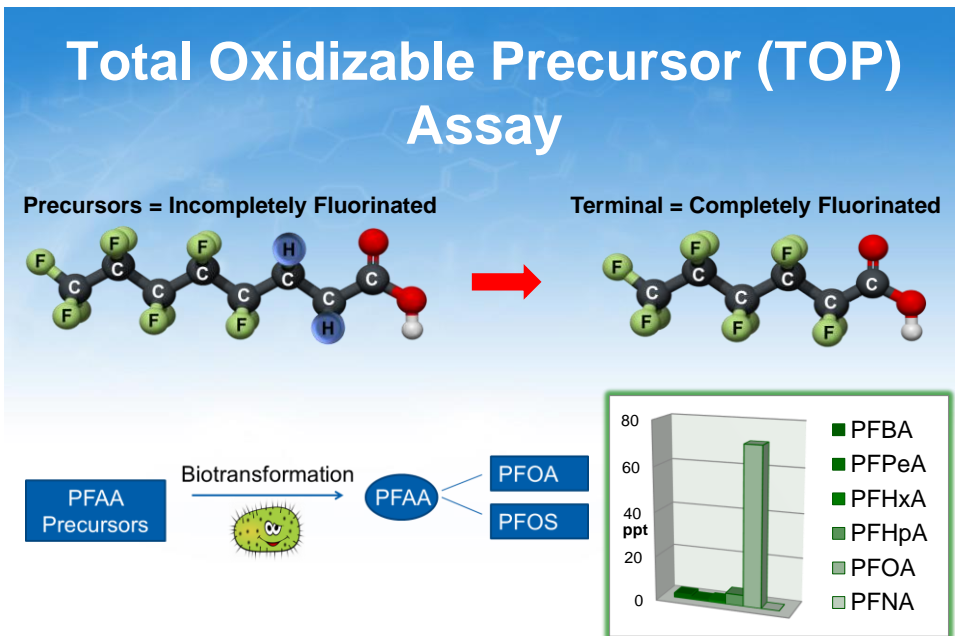 Total Oxidizable Precursor (TOP)
Assay
Precursors = Incompletely Fluorinated
Terminal = Completely Fluorinated
F F F H
F C C C C C C C
F F F H
F F F
F C C C C C
F F F
PFAA
Precursors
Biotransformation
PFAA
PFOA
PFOS
80
60
40
ppt
20
0
PFBA
PFPeA
PFHxA
PFHpA
PFOA
PFNA